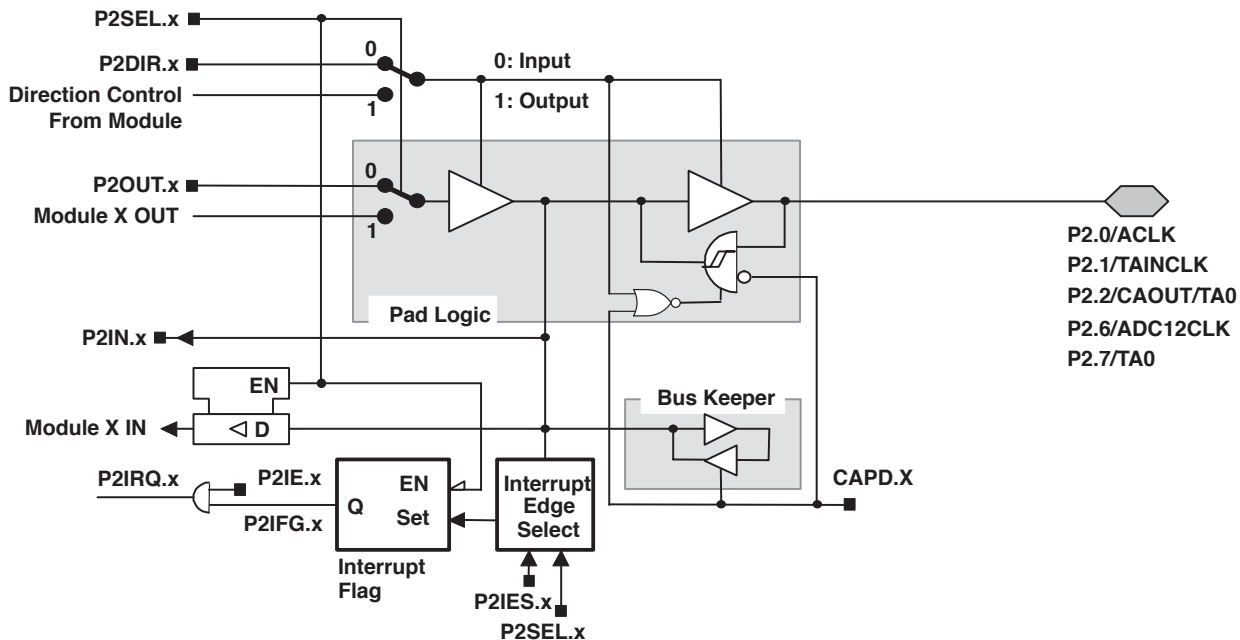 P2SEL.x
P2DIR.x
0
0: Input
Direction Control
From Module
1
1: Output
P2OUT.x
0
Module X OUT
1
Pad Logic
P2.0/ACLK
P2.1/TAINCLK
P2.2/CAOUT/TA0
P2.6/ADC12CLK
P2.7/TA0
P2IN.x
EN
Bus Keeper
Module X IN
D
P2IRQ.x
P2IE.x
P2IFG.x
Q
EN
Set
Interrupt
Edge
Select
CAPD.X
Interrupt
Flag
P2IES.x
P2SEL.x